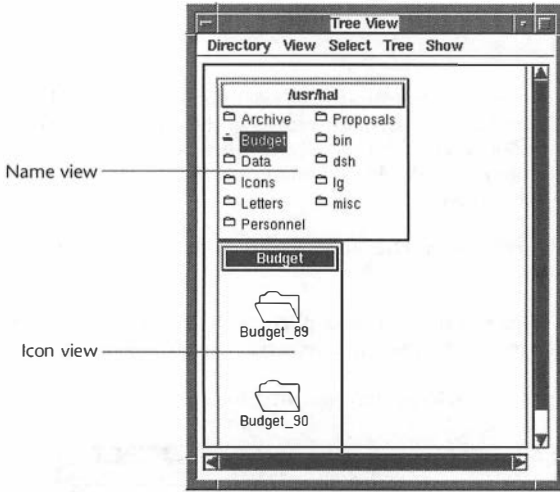 Tree View
Directory View Select Tree Show
/usr/hal
Archive Proposals
Budget bin
Data dsh
Icons lg
Letters misc
Personnel
Name view
Budget
Budget_89
Icon view
Budget_90